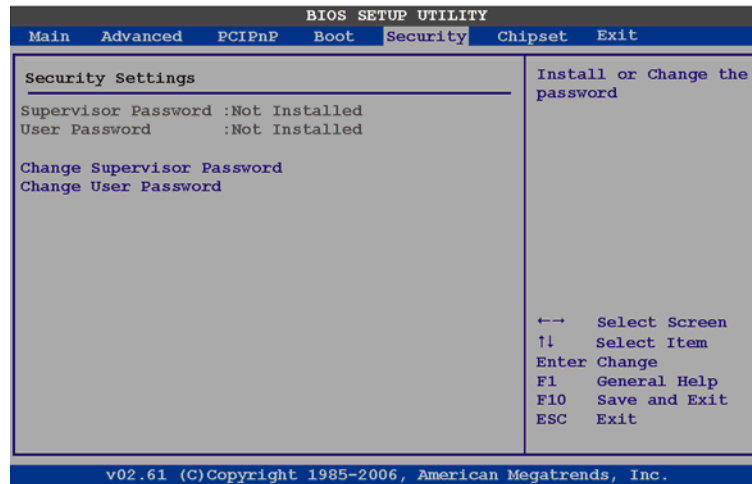 BIOS SETUP UTILITY
Main Advanced PCIPnP Boot Security Chipset Exit
Security Settings
Supervisor Password :Not Installed
User Password :Not Installed
Change Supervisor Password
Change User Password
Install or Change the
password
←→ Select Screen
↑↓ Select Item
Enter Change
F1 General Help
F10 Save and Exit
ESC Exit
v02.61 (C)Copyright 1985-2006, American Megatrends, Inc.